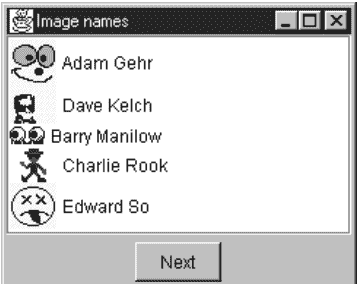 Image names
Adam Gehr
Dave Kelch
Barry Manilow
Charlie Rook
Edward So
Next